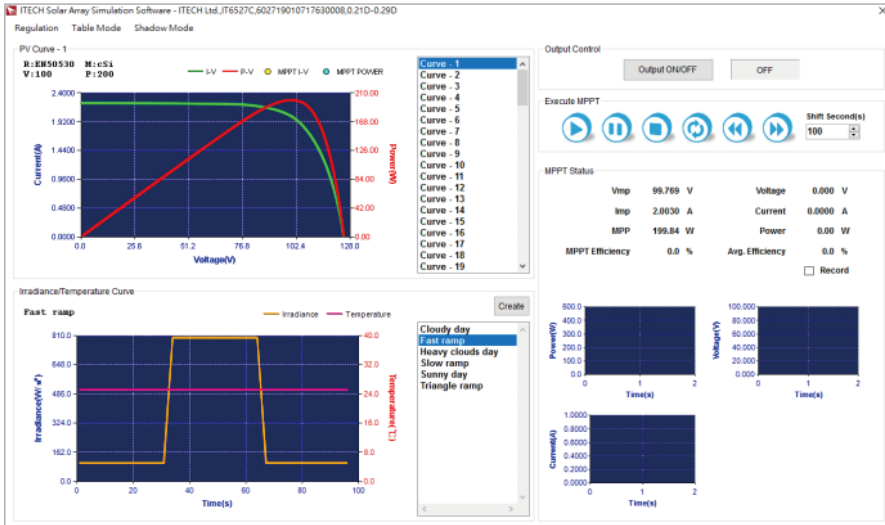 ITECH Solar Array Simulation Software - ITECH Ltd.,IT6527C,602719010717630008,0.21D-0.29D
Regulation Table Mode Shadow Mode
PV Curve - 1
R:EN50530 M:cSi
V:100 P:200
I-V P-V MPPT I-V MPPT POWER
2.4000 210.00
1.9200 168.00
1.4400 126.00
0.9600 84.00
0.4800 42.00
0.0000 0.00
Current(A)
Power(W)
0.0 25.6 51.2 76.8 102.4 128.0
Voltage(V)
Curve - 1
Curve - 2
Curve - 3
Curve - 4
Curve - 5
Curve - 6
Curve - 7
Curve - 8
Curve - 9
Curve - 10
Curve - 11
Curve - 12
Curve - 13
Curve - 14
Curve - 15
Curve - 16
Curve - 17
Curve - 18
Curve - 19
Irradiance/Temperature Curve
Fast ramp
Irradiance Temperature
810.0 40.0
648.0 32.0
486.0 24.0
324.0 16.0
162.0 8.0
0.0 0.0
Irradiance(W/㎡)
Temperature(℃)
0 20 40 60 80 100
Time(s)
Create
Cloudy day
Fast ramp
Heavy clouds day
Slow ramp
Sunny day
Triangle ramp
Output Control
Output ON/OFF OFF
Execute MPPT
Shift Second(s)
100
MPPT Status
Vmp 99.769 V Voltage 0.000 V
Imp 2.0030 A Current 0.0000 A
MPP 199.84 W Power 0.00 W
MPPT Efficiency 0.0 % Avg. Efficiency 0.0 %
Record
600.0
400.0
300.0
200.0
100.0
0.0
Power(W)
0 1 2
Time(s)
100.000
80.000
60.000
40.000
20.000
0.000
Voltage(V)
0 1 2
Time(s)
1.0000
0.8000
0.6000
0.4000
0.2000
0.0000
Current(A)
0 1 2
Time(s)